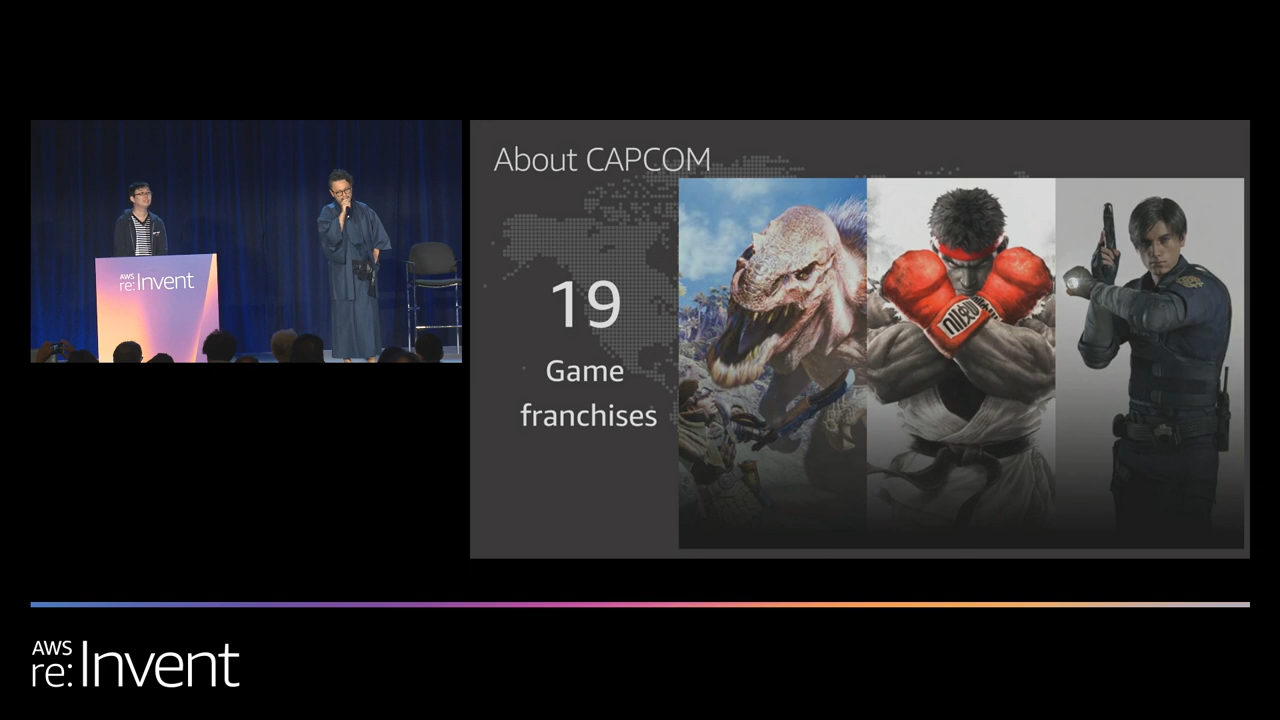 AWS
re:Invent
About CAPCOM
19
Game
franchises
AWS
re:Invent